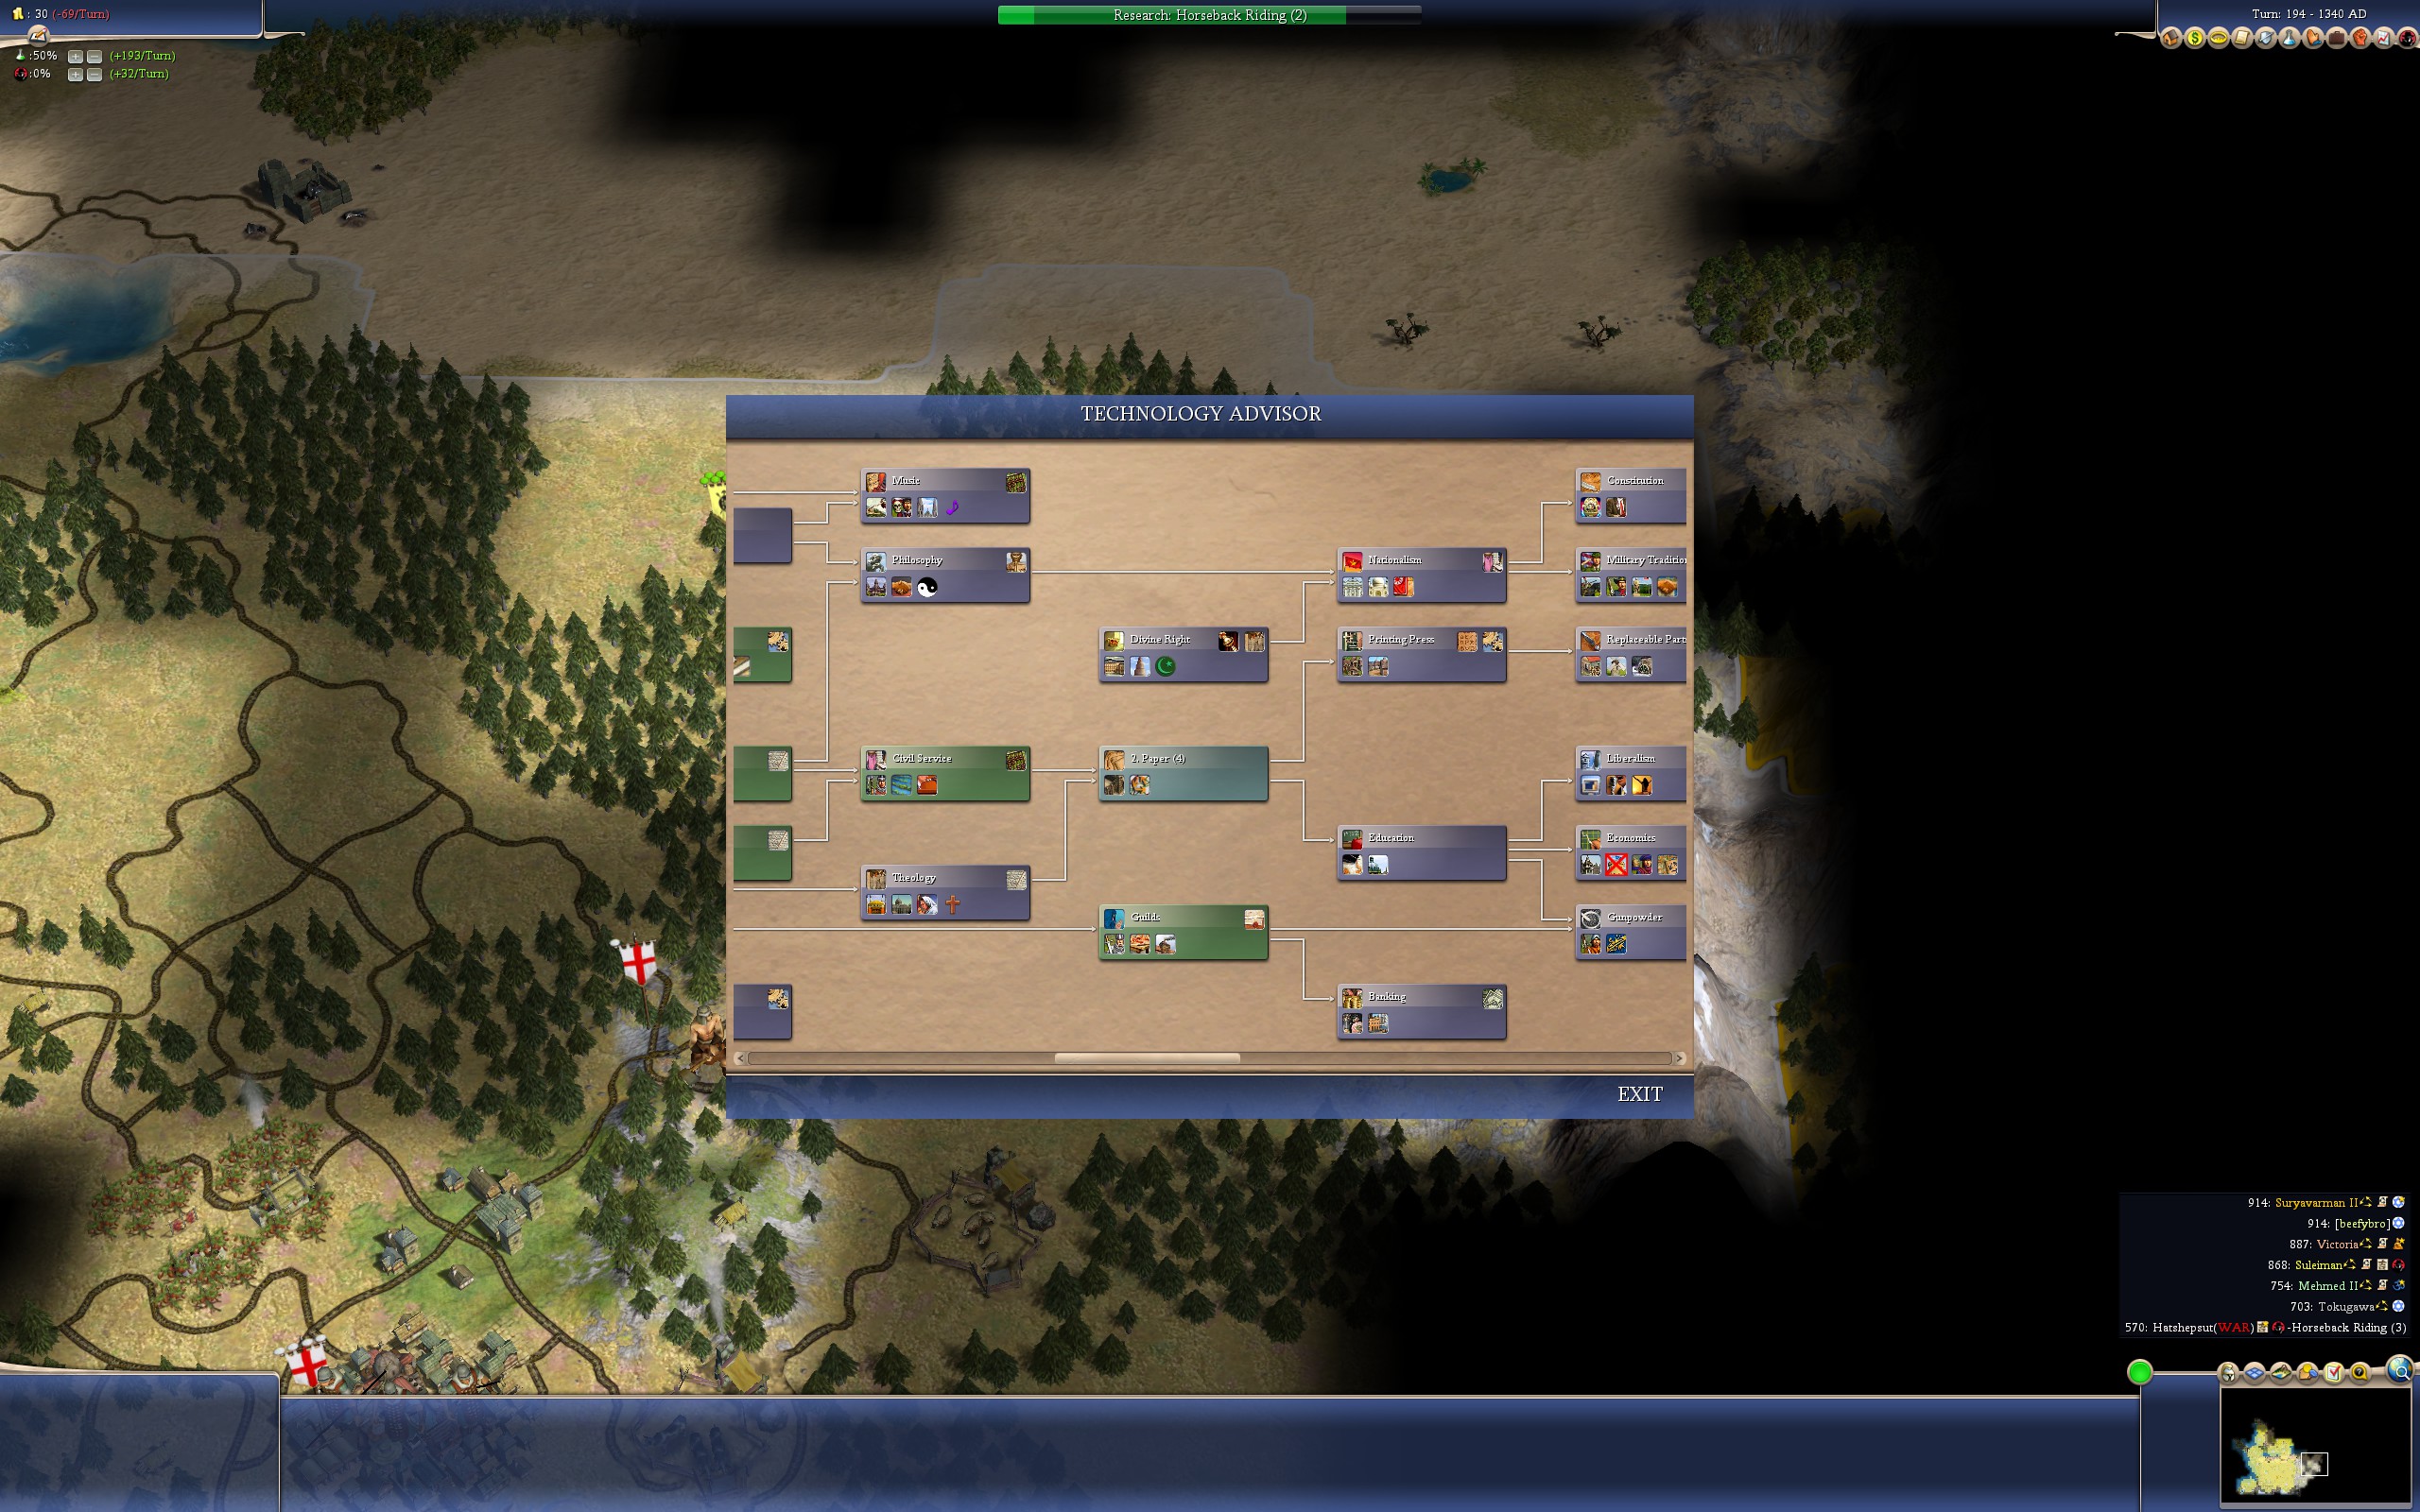 : 30 (-69/Turn)
Research: Horseback Riding (2)
Turn: 194 - 1340 AD
:50% (+193/Turn)
:0% (+32/Turn)
TECHNOLOGY ADVISOR
Music
Constitution
Philosophy
Nationalism
Military Traditio
Divine Right
Printing Press
Replaceable Part
Civil Service
2. Paper (4)
Liberalism
Education
Economics
Theology
Guilds
Gunpowder
Banking
EXIT
914: Suryavarman II
914: [beefybro]
887: Victoria
868: Suleiman
754: Mehmed II
703: Tokugawa
570: Hatshepsut(WAR) -Horseback Riding (3)